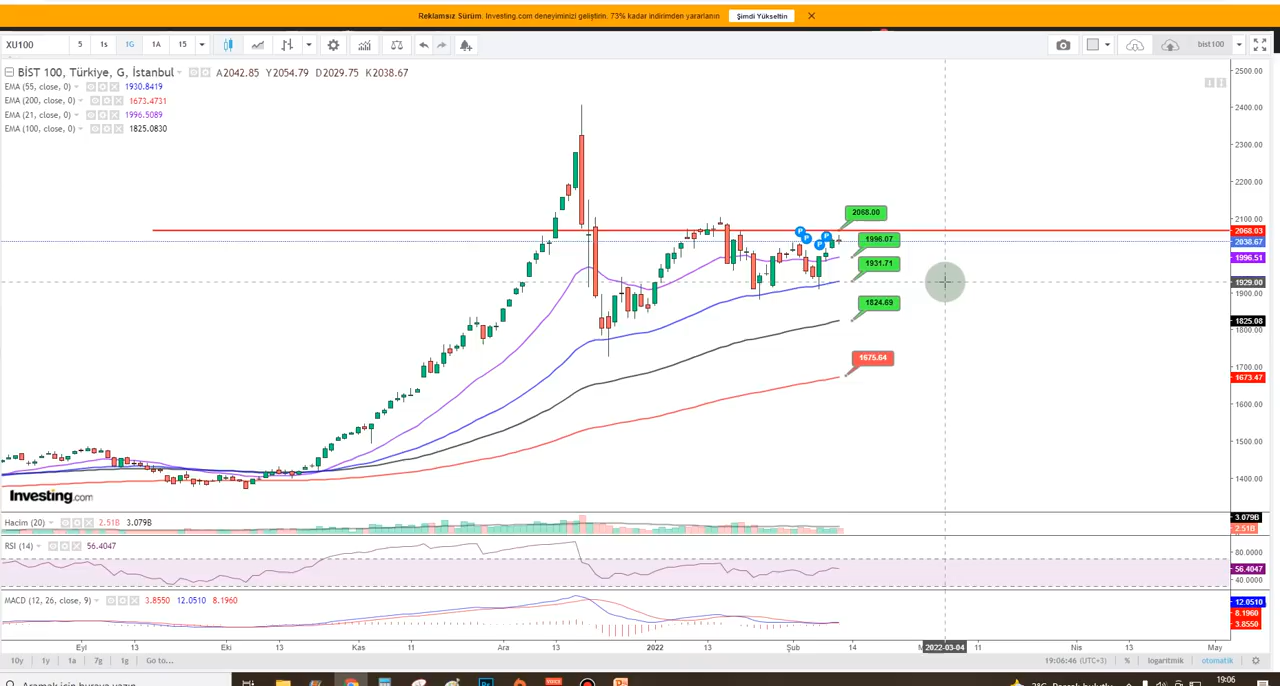 Reklamsız Sürüm. Investing.com deneyiminizi geliştirin. 73% kadar indirimden yararlanın Şimdi Yükseltin
XU100 5 1s 1G 1A 15 bist100
BİST 100, Türkiye, G, İstanbul A2042.85 Y2054.79 D2029.75 K2038.67
EMA (55, close, 0) 1930.8419
EMA (200, close, 0) 1673.4731
EMA (21, close, 0) 1996.5089
EMA (100, close, 0) 1825.0830
2500.00
2400.00
2300.00
2200.00
2100.00
2068.03
2038.67
1996.51
1929.00
1900.00
1825.08
1800.00
1700.00
1673.47
1600.00
1500.00
1400.00
2068.00
1996.07
1931.71
1824.69
1675.64
P P P P
Investing.com
Hacim (20) 2.51B 3.079B
3.079B
2.51B
RSI (14) 56.4047
80.0000
56.4047
40.0000
MACD (12, 26, close, 9) 3.8550 12.0510 8.1960
12.0510
8.1960
3.8550
Eyl 13 Eki 13 Kas 11 Ara 13 2022 13 Şub 14 2022-03-04 11 Nis 13 May
10y 1y 1a 7g 1g Go to... 19:06:46 (UTC+3) % logaritmik otomatik
19:06